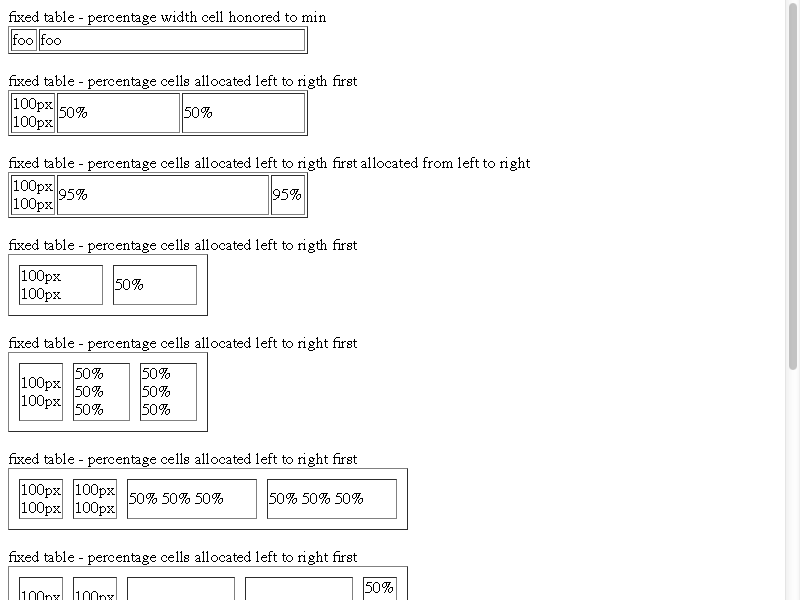 fixed table - percentage width cell honored to min
foo foo
fixed table - percentage cells allocated left to rigth first
100px
100px
50%
50%
fixed table - percentage cells allocated left to rigth first allocated from left to right
100px
100px
95%
95%
fixed table - percentage cells allocated left to rigth first
100px
100px
50%
fixed table - percentage cells allocated left to right first
100px
100px
50%
50%
50%
50%
50%
50%
fixed table - percentage cells allocated left to right first
100px
100px
100px
100px
50% 50% 50%
50% 50% 50%
fixed table - percentage cells allocated left to right first
100px
100px
50%